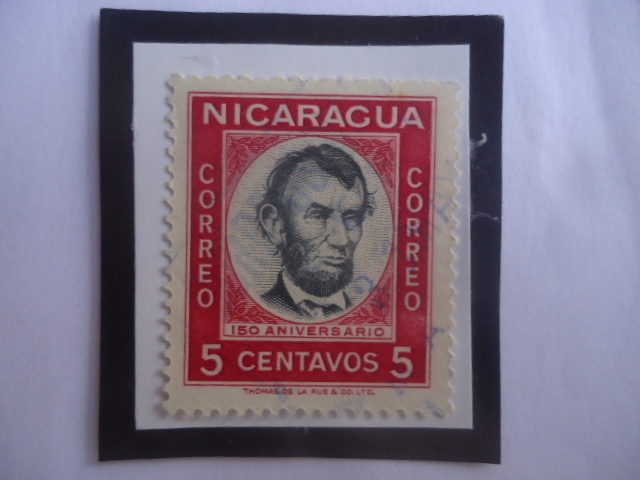 NICARAGUA
CORREO
CORREO
150 ANIVERSARIO
5 CENTAVOS 5
THOMAS DE LA RUE & CO. LTD.